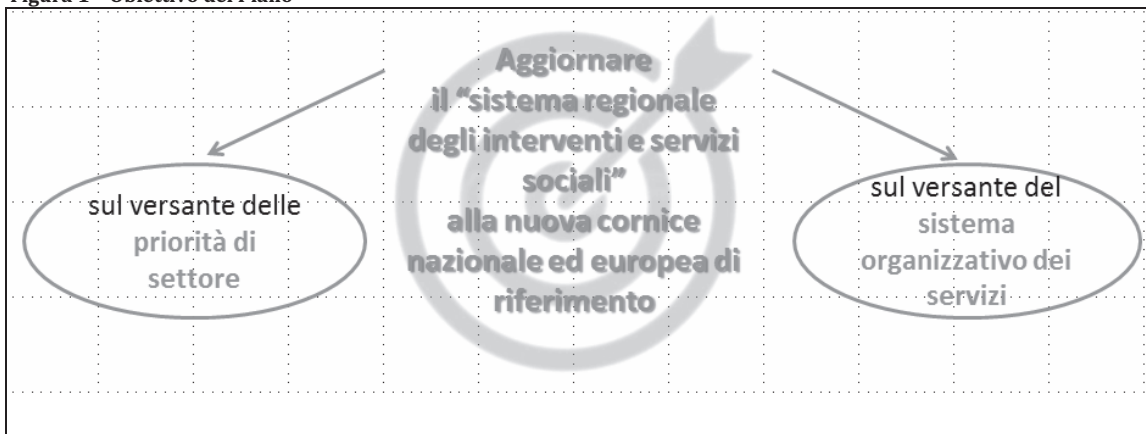 Figura 1 – Obiettivo del Piano
Aggiornare
il “sistema regionale
degli interventi e servizi
sociali”
alla nuova cornice
nazionale ed europea di
riferimento
sul versante delle
priorità di
settore
sul versante del
sistema
organizzativo dei
servizi